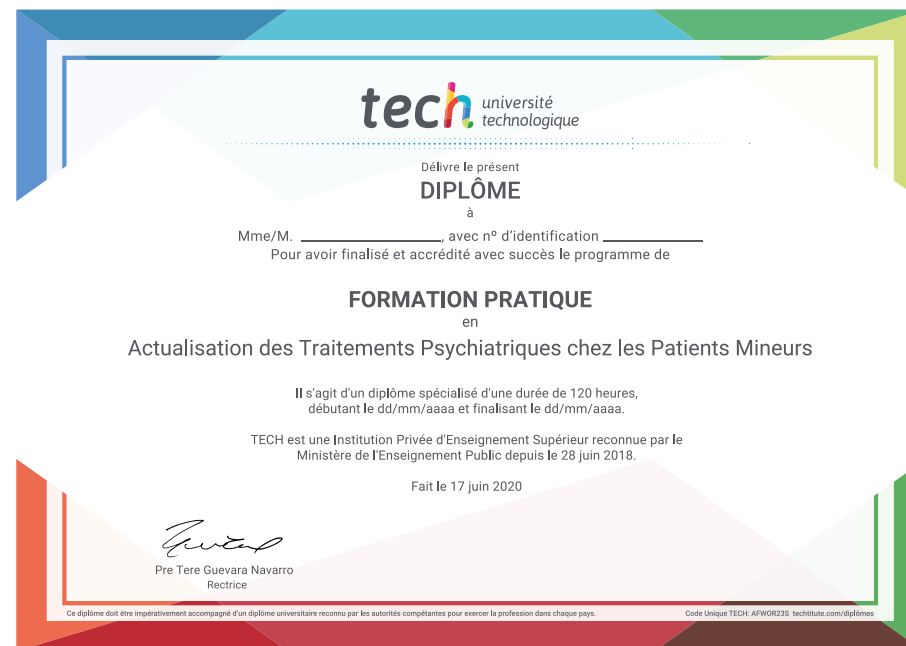 tech université
technologique
Délivre le présent
DIPLÔME
à
Mme/M. ____________________, avec nº d'identification ______________
Pour avoir finalisé et accrédité avec succès le programme de
FORMATION PRATIQUE
en
Actualisation des Traitements Psychiatriques chez les Patients Mineurs
Il s'agit d'un diplôme spécialisé d'une durée de 120 heures,
débutant le dd/mm/aaaa et finalisant le dd/mm/aaaa.
TECH est une Institution Privée d'Enseignement Supérieur reconnue par le
Ministère de l'Enseignement Public depuis le 28 juin 2018.
Fait le 17 juin 2020
Pre Tere Guevara Navarro
Rectrice
Ce diplôme doit être impérativement accompagné d'un diplôme universitaire reconnu par les autorités compétantes pour exercer la profession dans chaque pays.
Code Unique TECH: AFWOR23S techtitute.com/diplômes